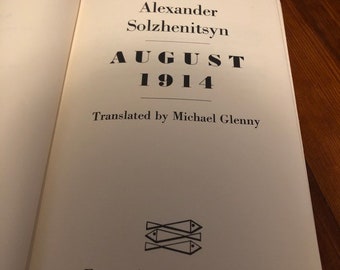 Alexander
Solzhenitsyn
AUGUST
1914
Translated by Michael Glenny